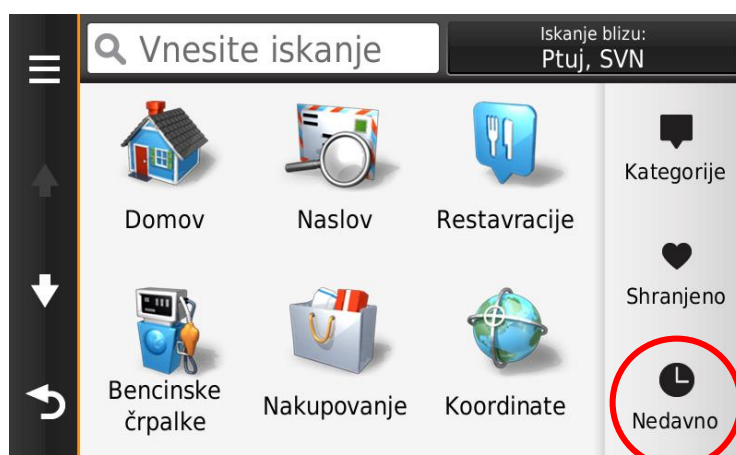 Vnesite iskanje
Iskanje blizu:
Ptuj, SVN
Domov
Naslov
Restavracije
Kategorije
Shranjeno
Bencinske
črpalke
Nakupovanje
Koordinate
Nedavno